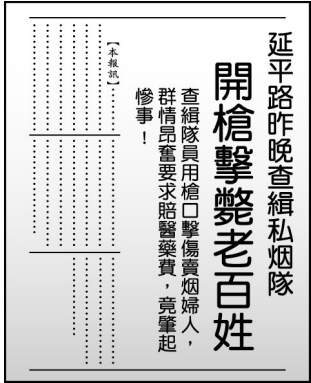 延平路昨晚查緝私烟隊
開槍擊斃老百姓
查緝隊員用槍口擊傷賣烟婦人，
群情昂奮要求賠醫藥費，竟肇起
慘事！
【本報訊】